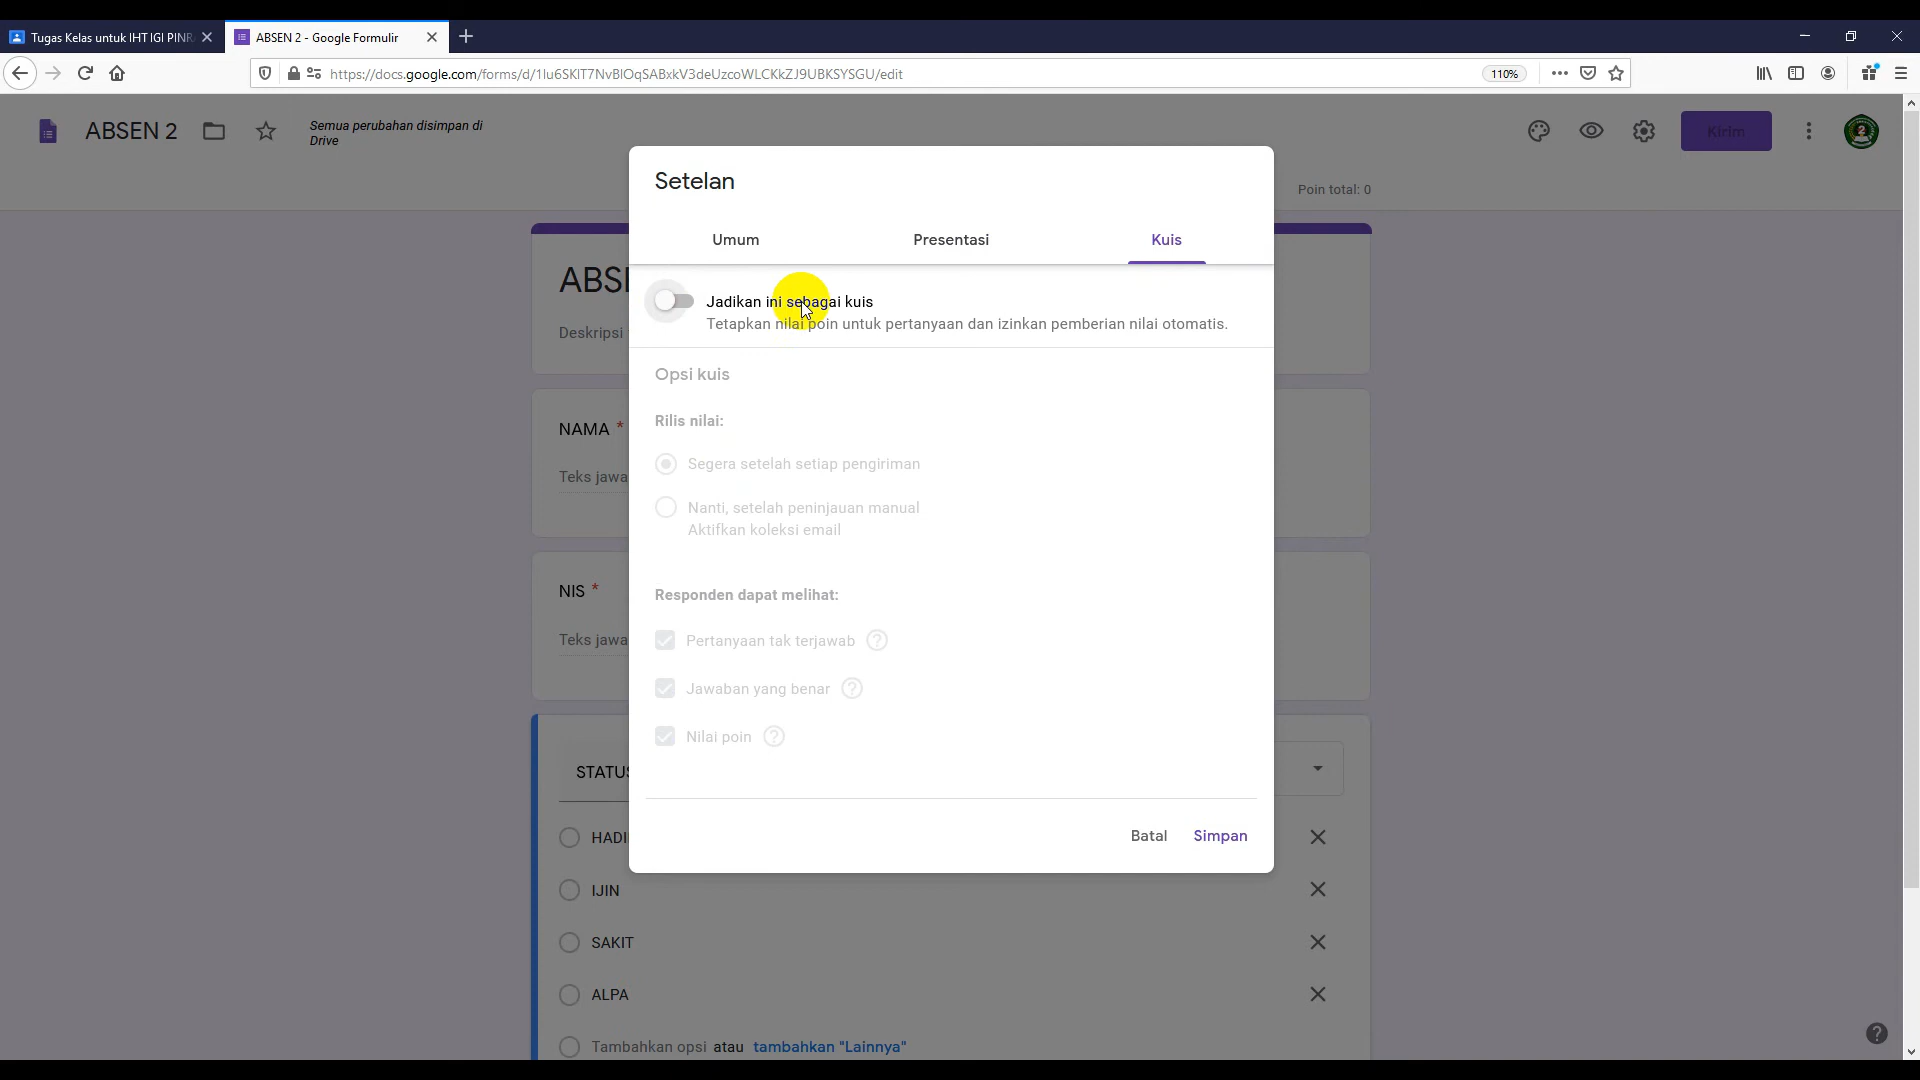 Tugas Kelas untuk IHT IGI PINR
ABSEN 2 - Google Formulir
https://docs.google.com/forms/d/1lu6SKlT7NvBlOqSABxkV3deUzcoWLCKkZJ9UBKSYSGU/edit
110%
ABSEN 2
Semua perubahan disimpan di
Drive
Kirim
Poin total: 0
Setelan
Umum
Presentasi
Kuis
ABSE
Deskripsi
Jadikan ini sebagai kuis
Tetapkan nilai poin untuk pertanyaan dan izinkan pemberian nilai otomatis.
Opsi kuis
Rilis nilai:
NAMA *
Segera setelah setiap pengiriman
Teks jawa
Nanti, setelah peninjauan manual
Aktifkan koleksi email
NIS *
Responden dapat melihat:
Teks jawa
Pertanyaan tak terjawab
Jawaban yang benar
Nilai poin
STATUS
Batal
Simpan
HADI
IJIN
SAKIT
ALPA
Tambahkan opsi atau tambahkan "Lainnya"